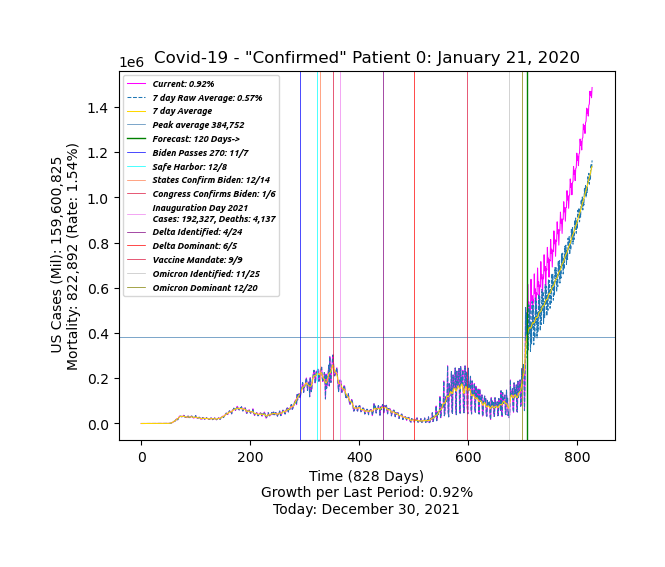 Covid-19 - "Confirmed" Patient 0: January 21, 2020
1e6
Current: 0.92%
7 day Raw Average: 0.57%
7 day Average
Peak average 384,752
Forecast: 120 Days->
Biden Passes 270: 11/7
Safe Harbor: 12/8
States Confirm Biden: 12/14
Congress Confirms Biden: 1/6
Inauguration Day 2021
Cases: 192,327, Deaths: 4,137
Delta Identified: 4/24
Delta Dominant: 6/5
Vaccine Mandate: 9/9
Omicron Identified: 11/25
Omicron Dominant 12/20
1.4
1.2
1.0
0.8
0.6
0.4
0.2
0.0
US Cases (Mil): 159,600,825
Mortality: 822,892 (Rate: 1.54%)
0 200 400 600 800
Time (828 Days)
Growth per Last Period: 0.92%
Today: December 30, 2021